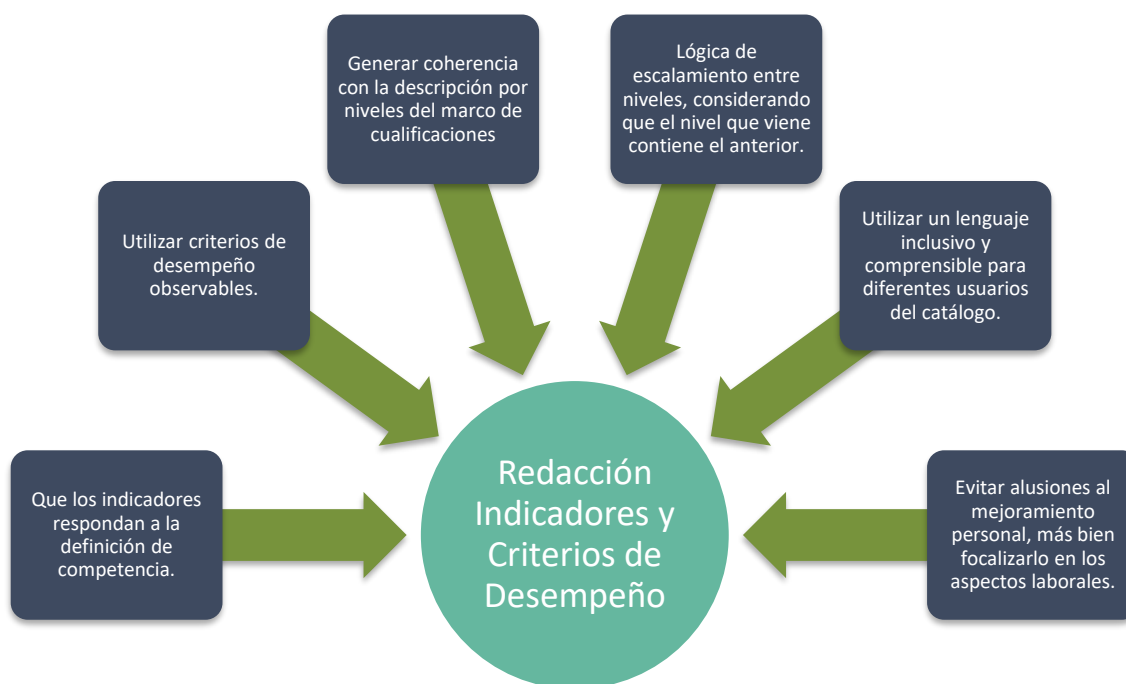 Que los indicadores
respondan a la
definición de
competencia.
Utilizar criterios de
desempeño
observables.
Generar coherencia
con la descripción por
niveles del marco de
cualificaciones
Lógica de
escalamiento entre
niveles, considerando
que el nivel que viene
contiene el anterior.
Utilizar un lenguaje
inclusivo y
comprensible para
diferentes usuarios
del catálogo.
Evitar alusiones al
mejoramiento
personal, más bien
focalizarlo en los
aspectos laborales.
Redacción
Indicadores y
Criterios de
Desempeño